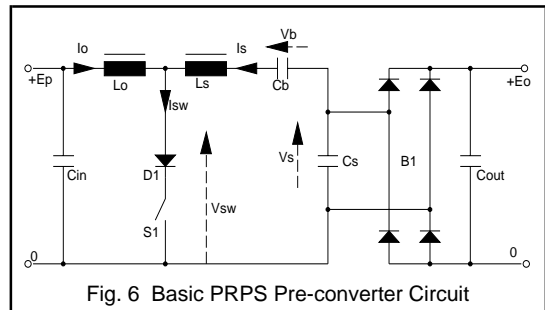 Vb
Io
Is
+Ep
Lo
Ls
Cb
+Eo
Isw
Vs
Cs
B1
Cin
D1
Cout
Vsw
S1
0
0
Fig. 6 Basic PRPS Pre-converter Circuit